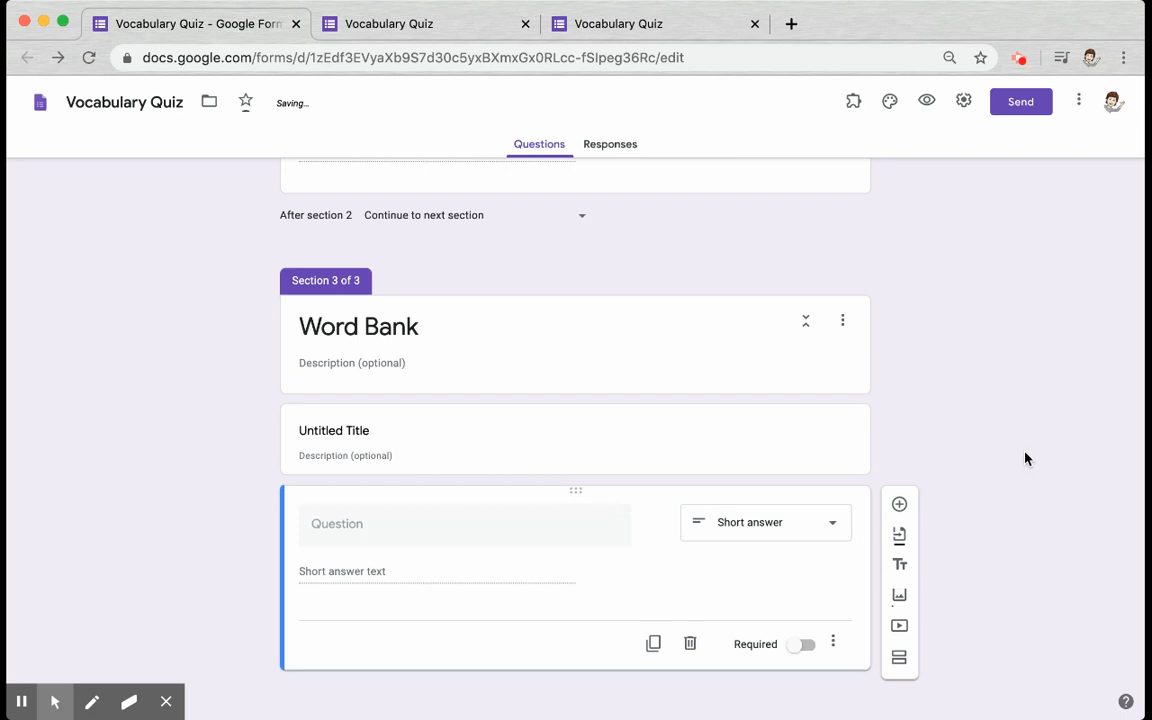 Vocabulary Quiz - Google Form
Vocabulary Quiz
Vocabulary Quiz
docs.google.com/forms/d/1zEdf3EVyaXb9S7d30c5yxBXmxGx0RLcc-fSIpeg36Rc/edit
Vocabulary Quiz
Saving...
Send
Questions
Responses
After section 2 Continue to next section
Section 3 of 3
Word Bank
Description (optional)
Untitled Title
Description (optional)
Question
Short answer
Short answer text
Required